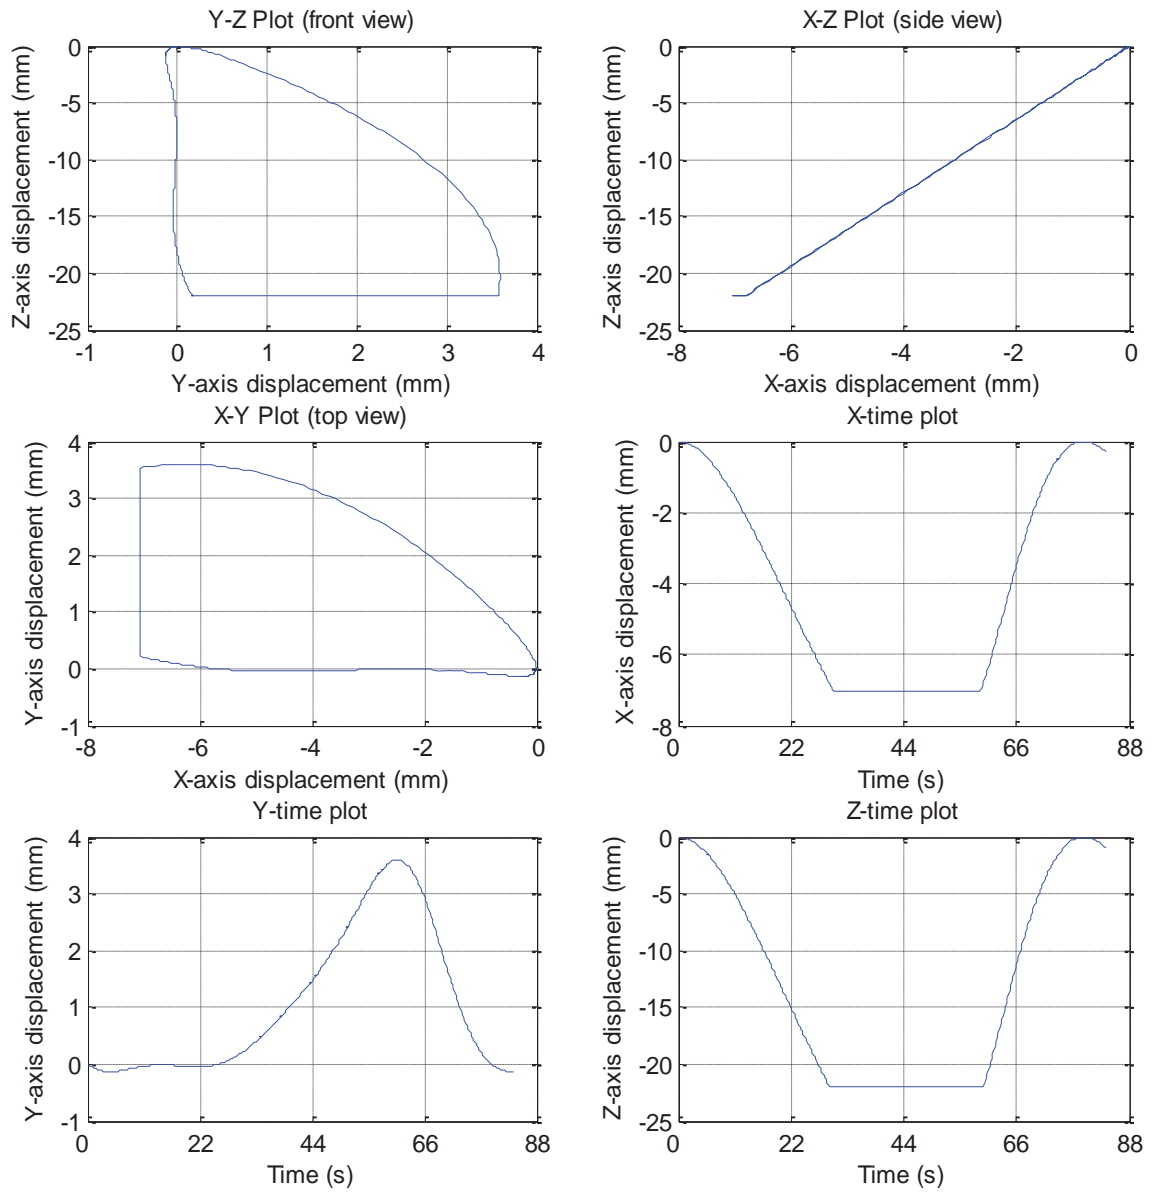 Y-Z Plot (front view)
Z-axis displacement (mm)
0
-5
-10
-15
-20
-25
-1 0 1 2 3 4
Y-axis displacement (mm)
X-Z Plot (side view)
Z-axis displacement (mm)
0
-5
-10
-15
-20
-25
-8 -6 -4 -2 0
X-axis displacement (mm)
X-Y Plot (top view)
Y-axis displacement (mm)
4
3
2
1
0
-1
-8 -6 -4 -2 0
X-axis displacement (mm)
X-time plot
X-axis displacement (mm)
0
-2
-4
-6
-8
0 22 44 66 88
Time (s)
Y-time plot
Y-axis displacement (mm)
4
3
2
1
0
-1
0 22 44 66 88
Time (s)
Z-time plot
Z-axis displacement (mm)
0
-5
-10
-15
-20
-25
0 22 44 66 88
Time (s)